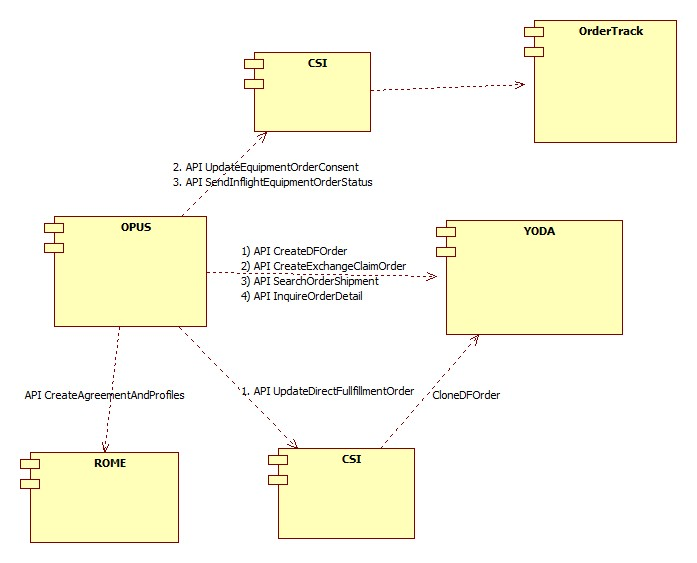 OrderTrack
CSI
2. API UpdateEquipmentOrderConsent
3. API SendInflightEquipmentOrderStatus
OPUS
YODA
1) API CreateDFOrder
2) API CreateExchangeClaimOrder
3) API SearchOrderShipment
4) API InquireOrderDetail
API CreateAgreementAndProfiles
1. API UpdateDirectFullfillmentOrder
CloneDFOrder
ROME
CSI